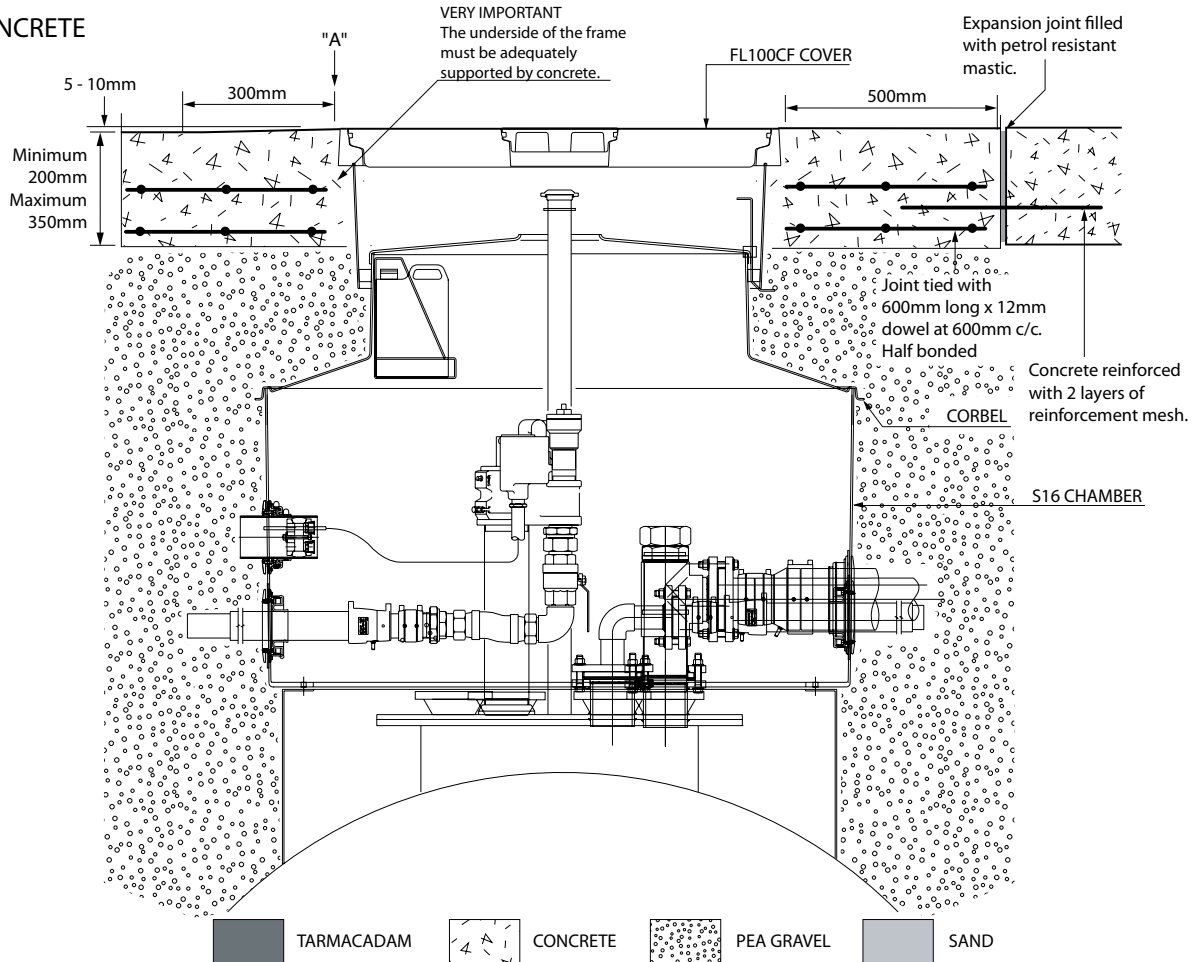 NCRETE
VERY IMPORTANT
The underside of the frame
must be adequately
supported by concrete.
"A"
FL100CF COVER
Expansion joint filled
with petrol resistant
mastic.
5 - 10mm
300mm
500mm
Minimum
200mm
Maximum
350mm
Joint tied with
600mm long x 12mm
dowel at 600mm c/c.
Half bonded
Concrete reinforced
with 2 layers of
reinforcement mesh.
CORBEL
S16 CHAMBER
TARMACADAM
CONCRETE
PEA GRAVEL
SAND